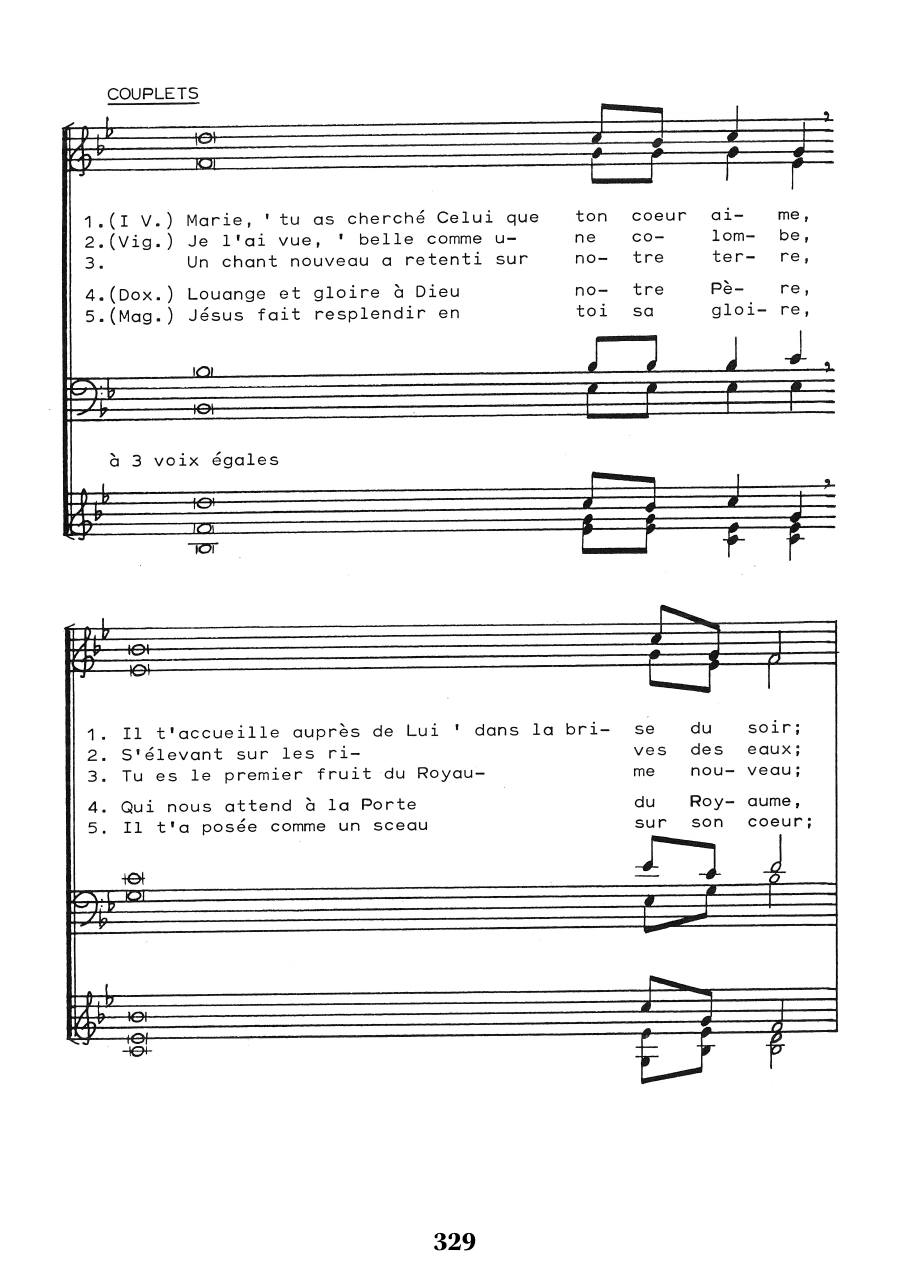 COUPLETS
1.(I V.) Marie, ' tu as cherché Celui que ton coeur ai- me,
2.(Vig.) Je l'ai vue, ' belle comme u- ne co- lom- be,
3. Un chant nouveau a retenti sur no- tre ter- re,
4.(Dox.) Louange et gloire à Dieu no- tre Pè- re,
5.(Mag.) Jésus fait resplendir en toi sa gloi- re,
à 3 voix égales
1. Il t'accueille auprès de Lui ' dans la bri- se du soir;
2. S'élevant sur les ri- ves des eaux;
3. Tu es le premier fruit du Royau- me nou- veau;
4. Qui nous attend à la Porte du Roy- aume,
5. Il t'a posée comme un sceau sur son coeur;
329